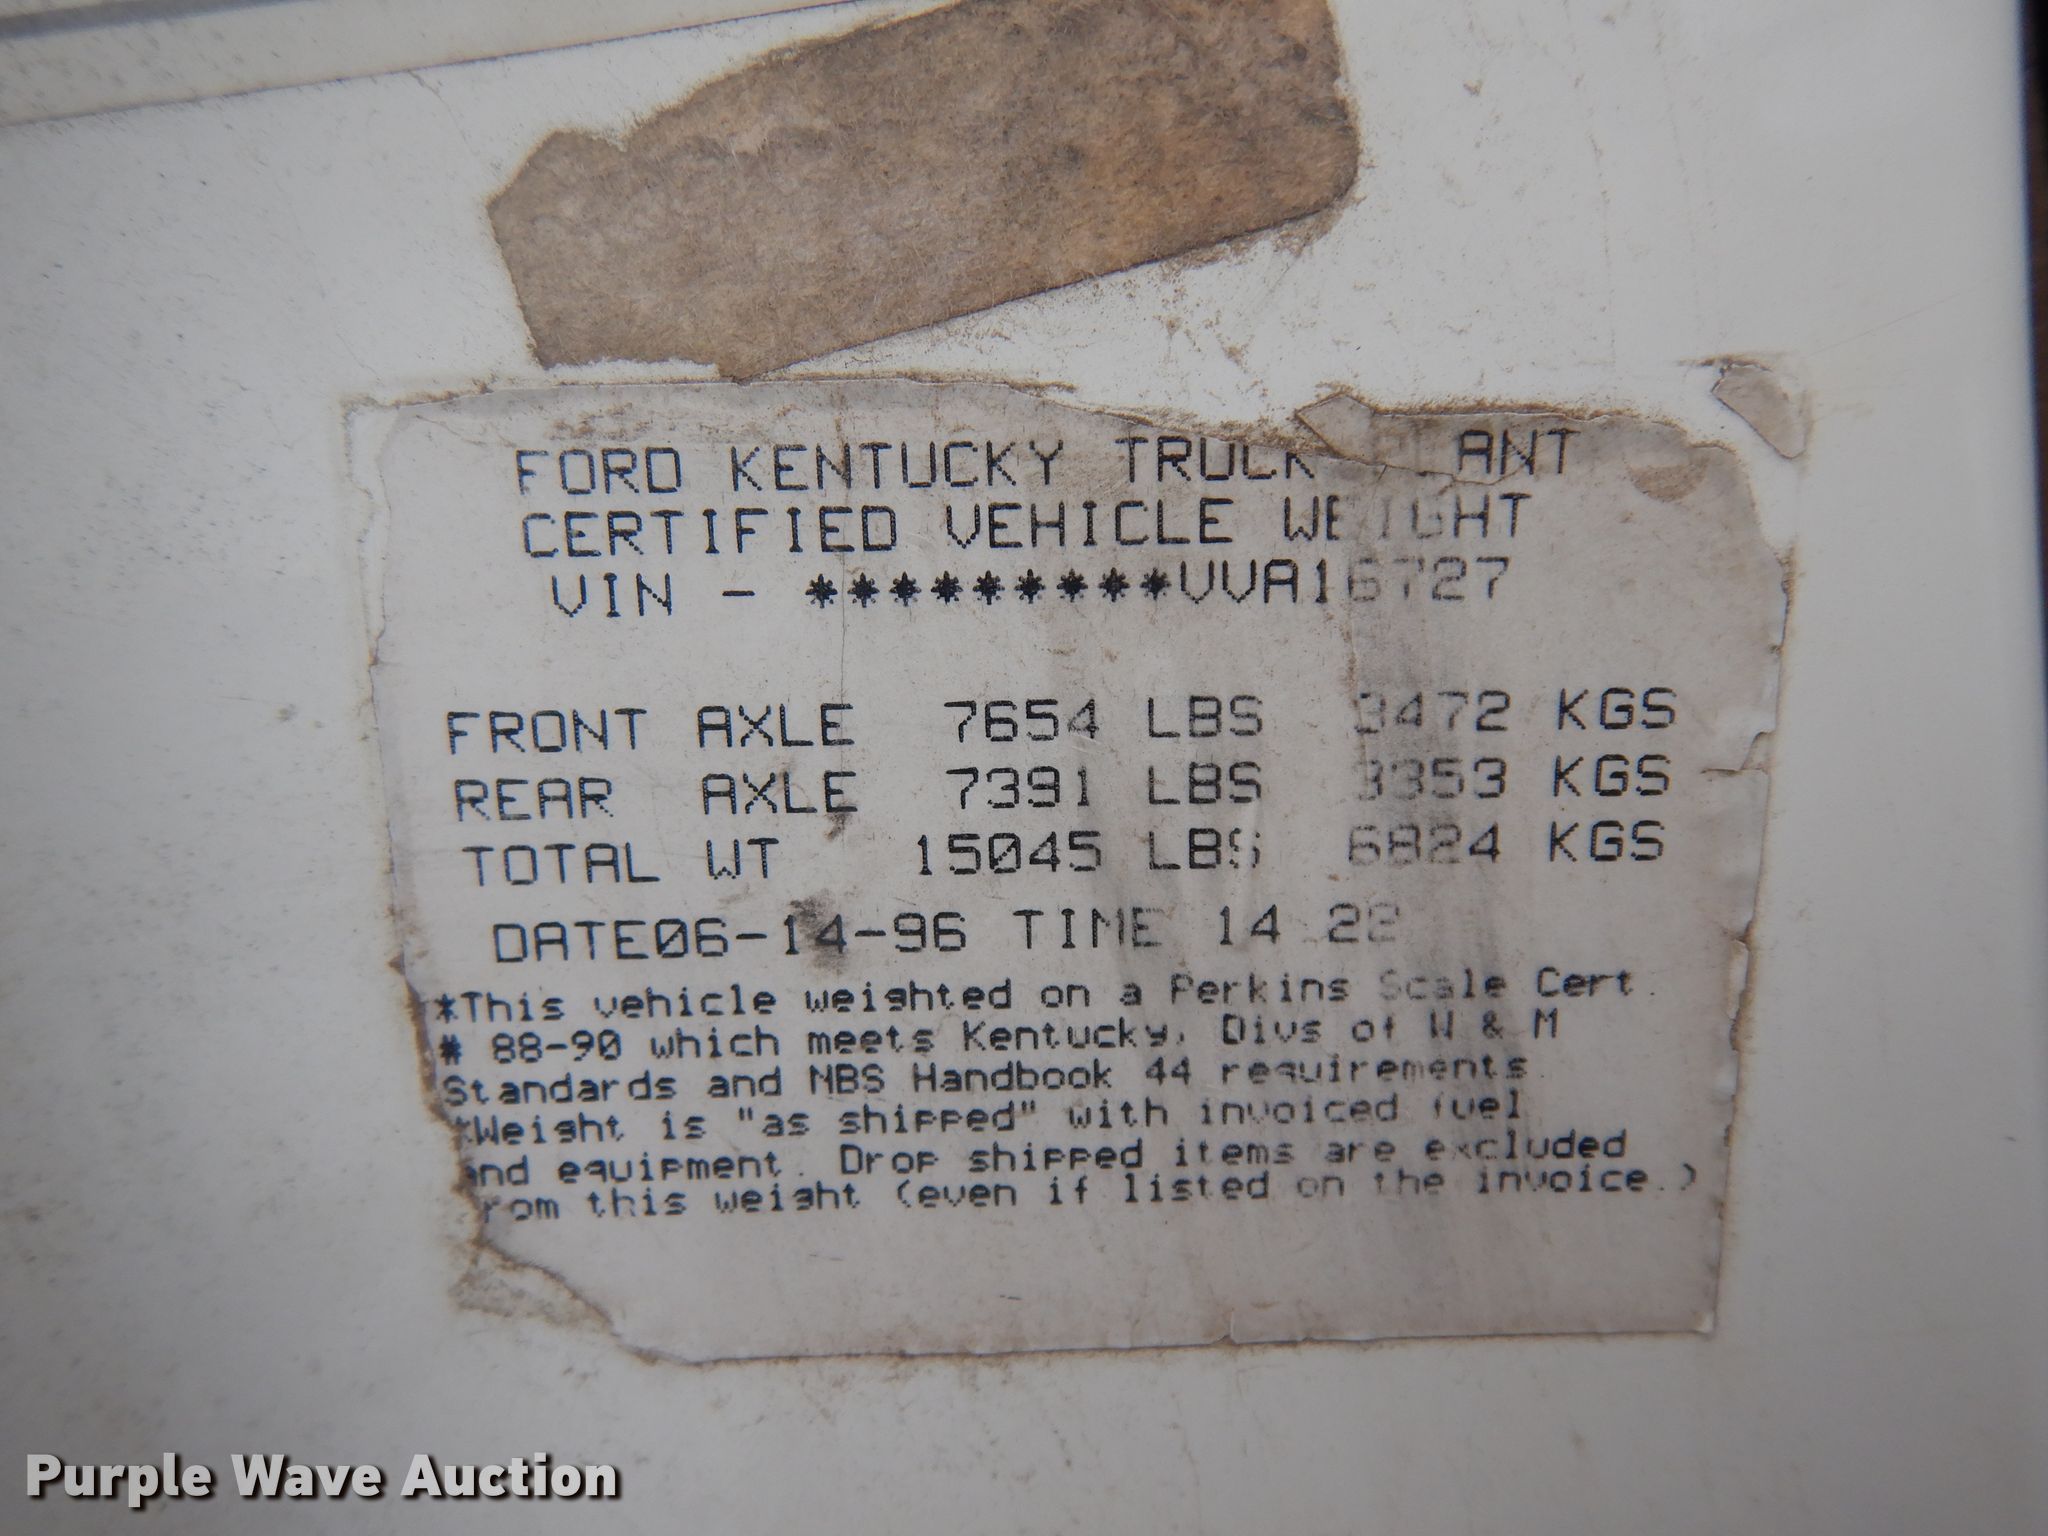 FORD KENTUCKY TRUCK PLANT
CERTIFIED VEHICLE WEIGHT
VIN - *********VVA16727
FRONT AXLE 7654 LBS 3472 KGS
REAR AXLE 7391 LBS 3353 KGS
TOTAL WT 15045 LBS 6824 KGS
DATE06-14-96 TIME 14 22
*This vehicle weighted on a Perkins Scale Cert.
# 88-90 which meets Kentucky, Divs of W & M
Standards and NBS Handbook 44 requirements.
*Weight is "as shipped" with invoiced fuel
and equipment. Drop shipped items are excluded
from this weight (even if listed on the invoice.)
Purple Wave Auction